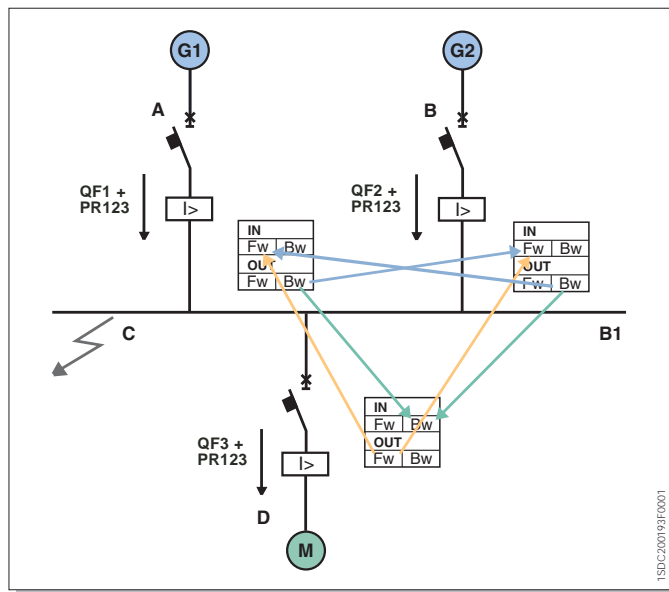 G1
G2
A
B
QF1 +
PR123
I>
QF2 +
PR123
I>
IN
Fw Bw
OUT
Fw Bw
IN
Fw Bw
OUT
Fw Bw
C
B1
IN
Fw Bw
OUT
Fw Bw
QF3 +
PR123
I>
D
M
1SDC200193F0001